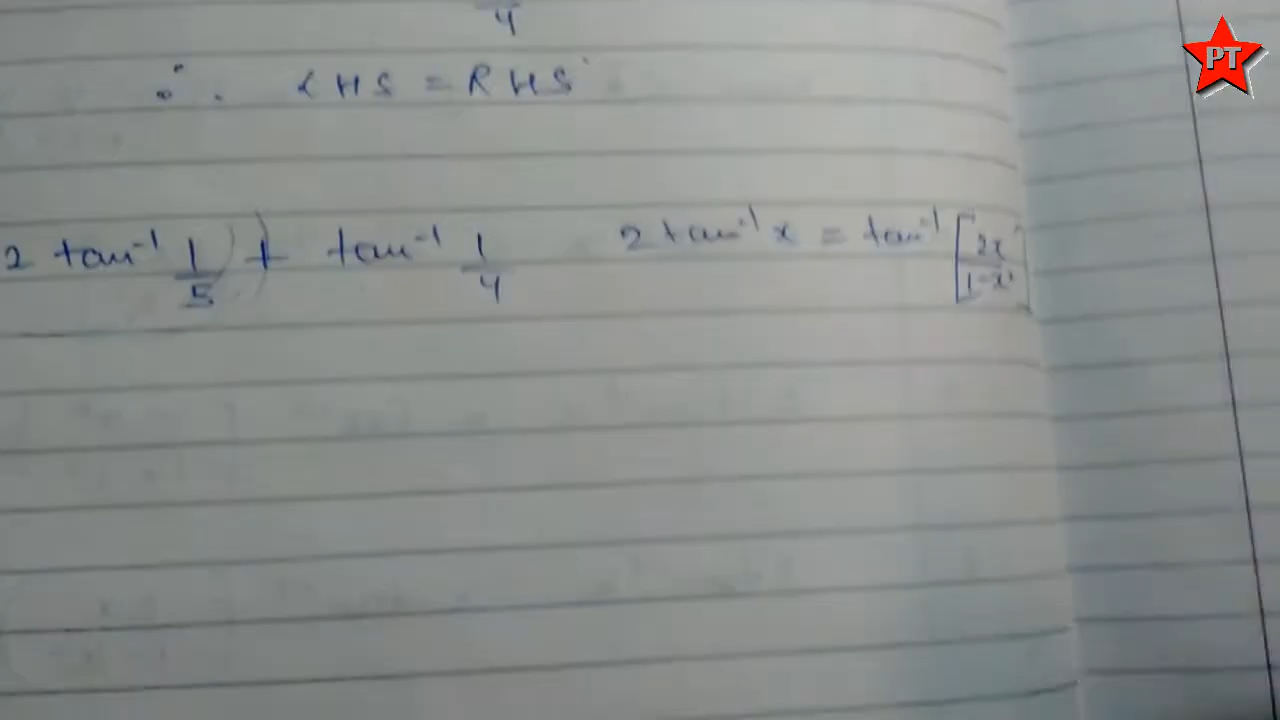 4
∴ LHS = RHS
2 tan⁻¹ 1/5) + tan⁻¹ 1/4 2 tan⁻¹ x = tan⁻¹ [2x/1-x²]
PT